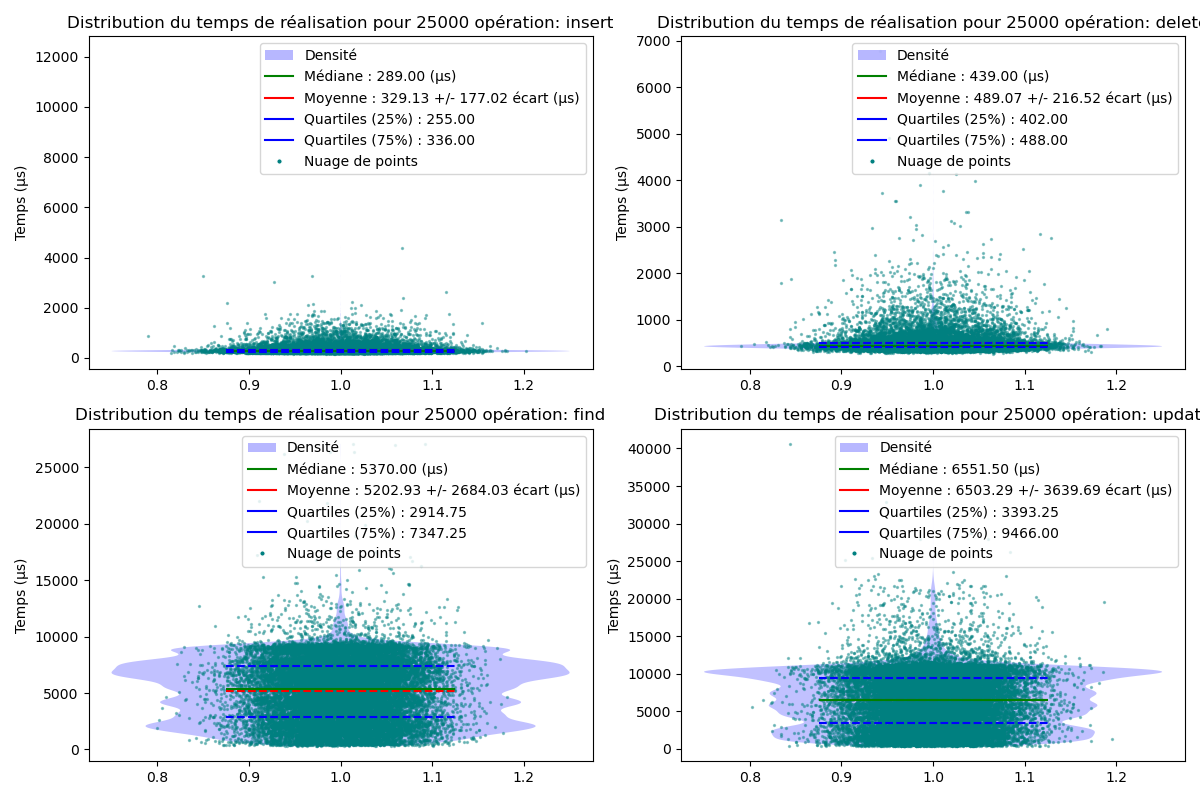 Distribution du temps de réalisation pour 25000 opération: insert
12000
10000
8000
6000
4000
2000
0
Temps (µs)
Densité
Médiane : 289.00 (µs)
Moyenne : 329.13 +/- 177.02 écart (µs)
Quartiles (25%) : 255.00
Quartiles (75%) : 336.00
Nuage de points
0.8 0.9 1.0 1.1 1.2
Distribution du temps de réalisation pour 25000 opération: delet
7000
6000
5000
4000
3000
2000
1000
0
Temps (µs)
Densité
Médiane : 439.00 (µs)
Moyenne : 489.07 +/- 216.52 écart (µs)
Quartiles (25%) : 402.00
Quartiles (75%) : 488.00
Nuage de points
0.8 0.9 1.0 1.1 1.2
Distribution du temps de réalisation pour 25000 opération: find
25000
20000
15000
10000
5000
0
Temps (µs)
Densité
Médiane : 5370.00 (µs)
Moyenne : 5202.93 +/- 2684.03 écart (µs)
Quartiles (25%) : 2914.75
Quartiles (75%) : 7347.25
Nuage de points
0.8 0.9 1.0 1.1 1.2
Distribution du temps de réalisation pour 25000 opération: updat
40000
35000
30000
25000
20000
15000
10000
5000
0
Temps (µs)
Densité
Médiane : 6551.50 (µs)
Moyenne : 6503.29 +/- 3639.69 écart (µs)
Quartiles (25%) : 3393.25
Quartiles (75%) : 9466.00
Nuage de points
0.8 0.9 1.0 1.1 1.2